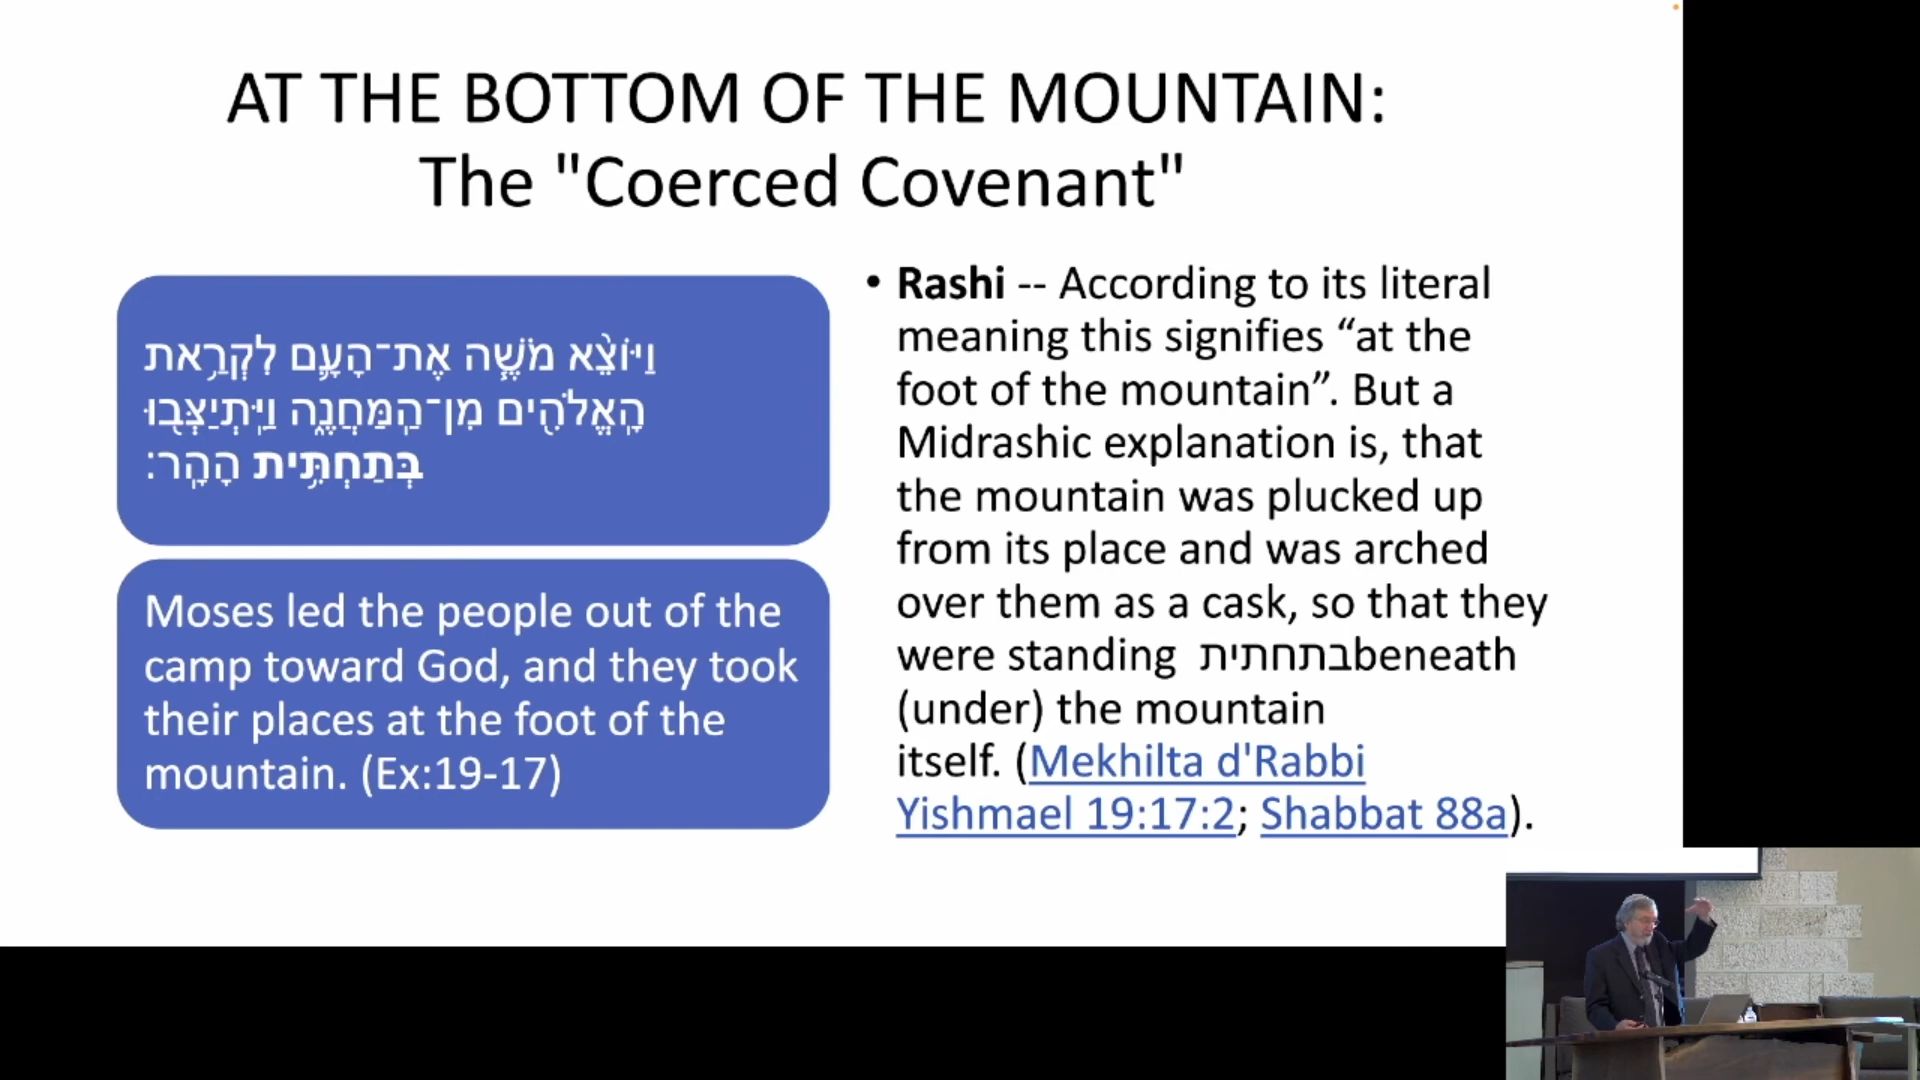 AT THE BOTTOM OF THE MOUNTAIN:
The "Coerced Covenant"
וַיּוֹצֵ֨א מֹשֶׁ֧ה אֶת־הָעָ֛ם לִקְרַ֥את
הָֽאֱלֹהִ֖ים מִן־הַֽמַּחֲנֶ֑ה וַיִּֽתְיַצְּב֖וּ
בְּתַחְתִּ֥ית הָהָֽר׃
Moses led the people out of the
camp toward God, and they took
their places at the foot of the
mountain. (Ex:19-17)
• Rashi -- According to its literal
meaning this signifies “at the
foot of the mountain”. But a
Midrashic explanation is, that
the mountain was plucked up
from its place and was arched
over them as a cask, so that they
were standing בתחתיתbeneath
(under) the mountain
itself. (Mekhilta d'Rabbi
Yishmael 19:17:2; Shabbat 88a).